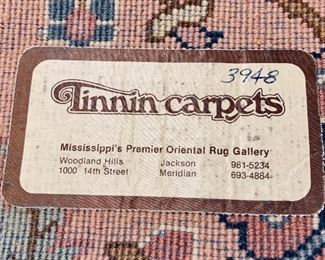 3948
Tinnin carpets
Mississippi's Premier Oriental Rug Gallery
Woodland Hills Jackson 981-5234
1000 14th Street Meridian 693-4884